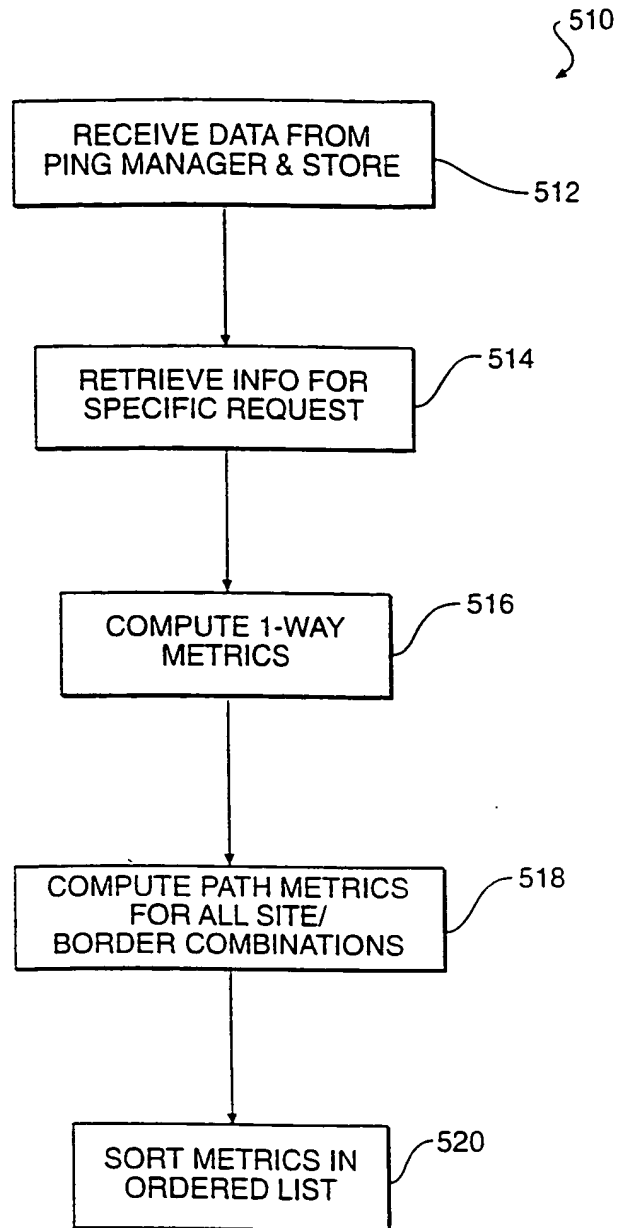 510
RECEIVE DATA FROM
PING MANAGER & STORE
512
RETRIEVE INFO FOR
SPECIFIC REQUEST
514
COMPUTE 1-WAY
METRICS
516
COMPUTE PATH METRICS
FOR ALL SITE/
BORDER COMBINATIONS
518
SORT METRICS IN
ORDERED LIST
520